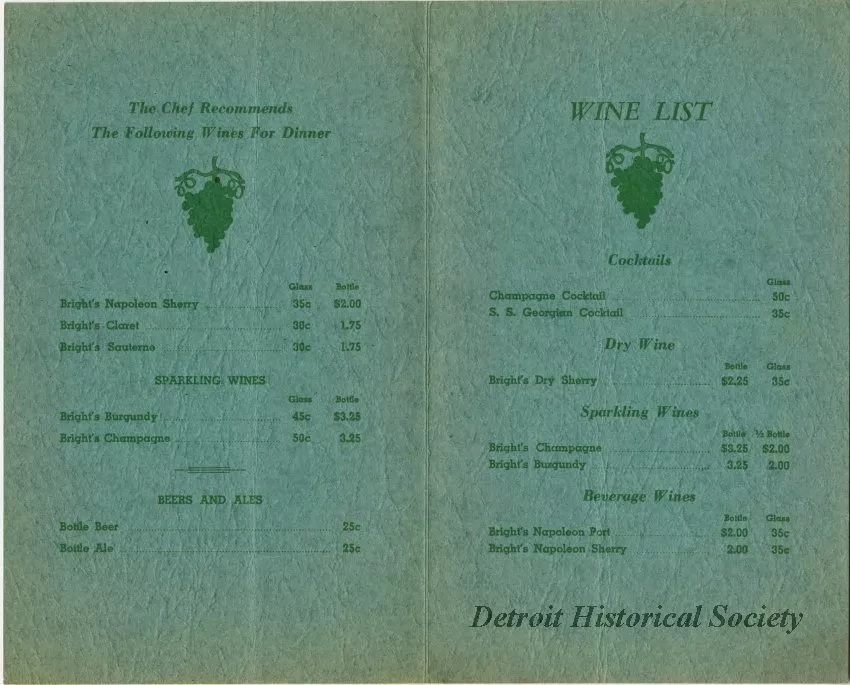 The Chef Recommends
The Following Wines For Dinner
Glass Bottle
Bright's Napoleon Sherry 35c $2.00
Bright's Claret 30c 1.75
Bright's Sauterne 30c 1.75
SPARKLING WINES
Glass Bottle
Bright's Burgundy 45c $3.25
Bright's Champagne 50c 3.25
BEERS AND ALES
Bottle Beer 25c
Bottle Ale 25c
WINE LIST
Cocktails
Glass
Champagne Cocktail 50c
S. S. Georgian Cocktail 35c
Dry Wine
Bottle Glass
Bright's Dry Sherry $2.25 35c
Sparkling Wines
Bottle ½ Bottle
Bright's Champagne $3.25 $2.00
Bright's Burgundy 3.25 2.00
Beverage Wines
Bottle Glass
Bright's Napoleon Port $2.00 35c
Bright's Napoleon Sherry 2.00 35c
Detroit Historical Society